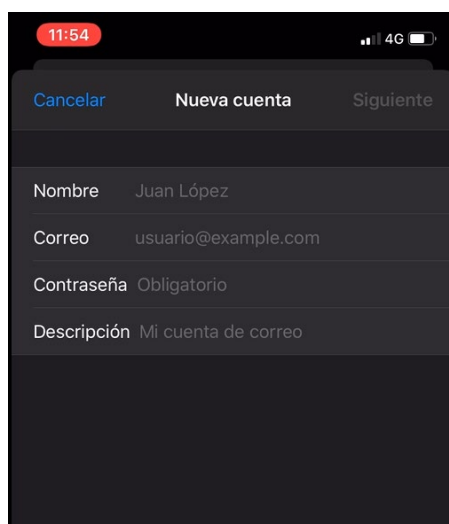 11:54 4G
Cancelar Nueva cuenta Siguiente
Nombre Juan López
Correo usuario@example.com
Contraseña Obligatorio
Descripción Mi cuenta de correo